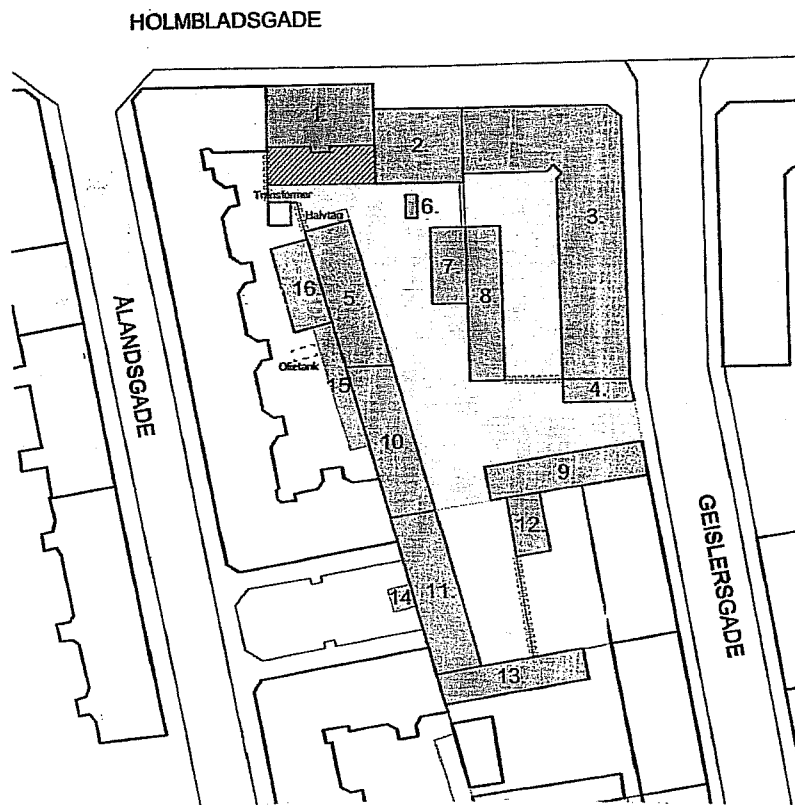 HOLMBLADSGADE
1.
2.
3.
Transformer
6.
Halvtag
7.
16.
5.
8
ALANDSGADE
Olietank
15.
4.
10.
9
GEISLERSGADE
12.
14
11.
13.